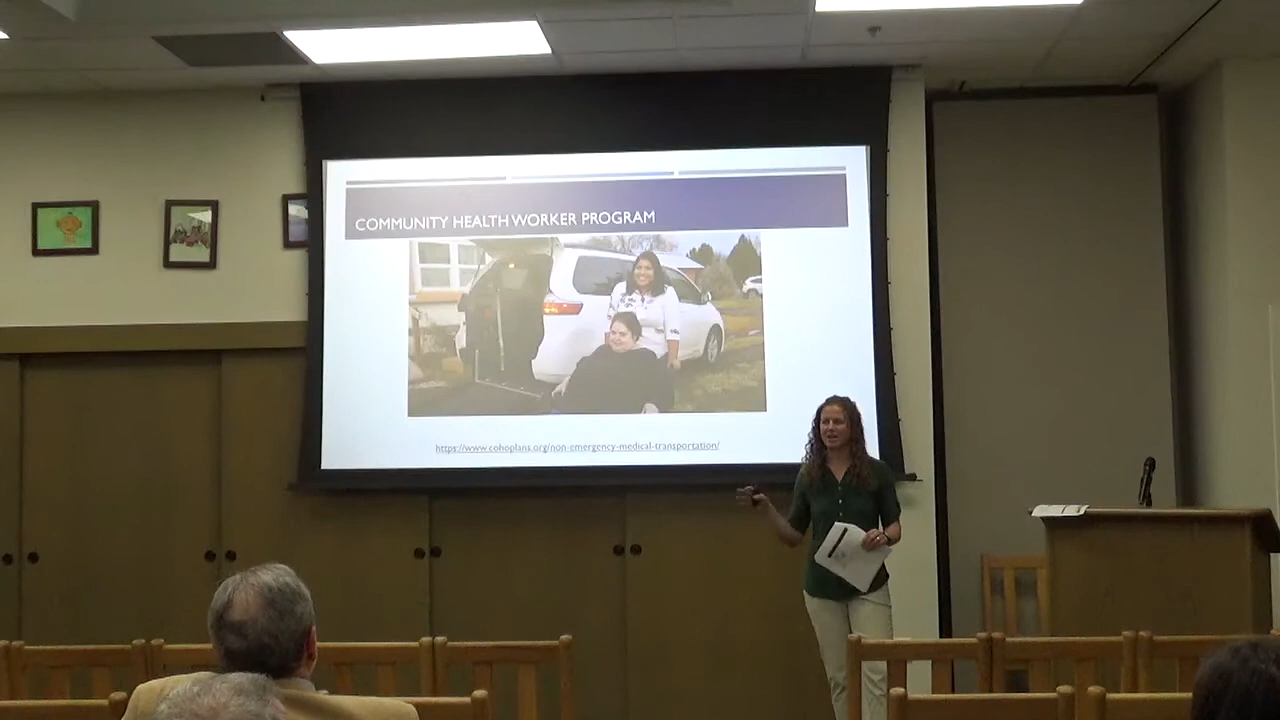 COMMUNITY HEALTH WORKER PROGRAM
https://www.cohoplans.org/non-emergency-medical-transportation/